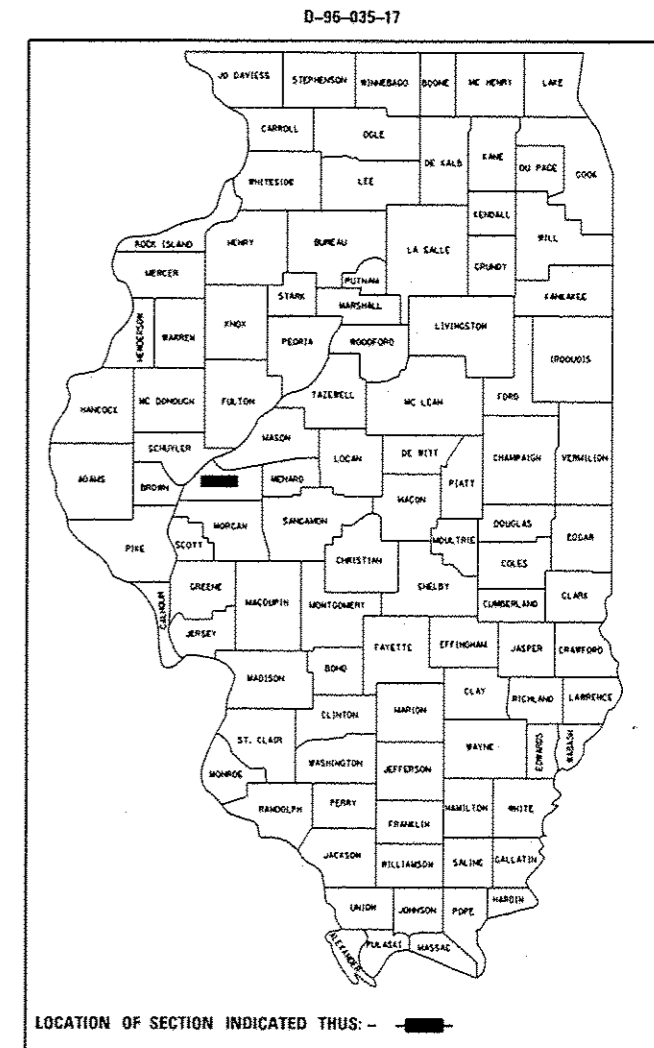 D-96-035-17
JO DAVIESS STEPHENSON WINNEBAGO BOONE MC HENRY LAKE
CARROLL OGLE DE KALB KANE DU PAGE COOK
WHITESIDE LEE KENDALL WILL
ROCK ISLAND HENRY BUREAU LA SALLE GRUNDY
MERCER PUTNAM KANKAKEE
STARK MARSHALL LIVINGSTON
HENDERSON WARREN KNOX PEORIA WOODFORD IROQUOIS
HANCOCK MC DONOUGH FULTON TAZEWELL MC LEAN FORD
SCHUYLER MASON LOGAN DE WITT CHAMPAIGN VERMILION
ADAMS BROWN MENARD MACON PIATT
PIKE SCOTT MORGAN SANGAMON MOULTRIE DOUGLAS EDGAR
CHRISTIAN COLES
CALHOUN GREENE MACOUPIN MONTGOMERY SHELBY CUMBERLAND CLARK
JERSEY FAYETTE EFFINGHAM JASPER CRAWFORD
MADISON BOND CLAY RICHLAND LAWRENCE
CLINTON MARION
ST. CLAIR WAYNE EDWARDS WABASH
MONROE WASHINGTON JEFFERSON
RANDOLPH PERRY HAMILTON WHITE
FRANKLIN
JACKSON WILLIAMSON SALINE GALLATIN
UNION JOHNSON POPE HARDIN
ALEXANDER PULASKI MASSAC
LOCATION OF SECTION INDICATED THUS: -